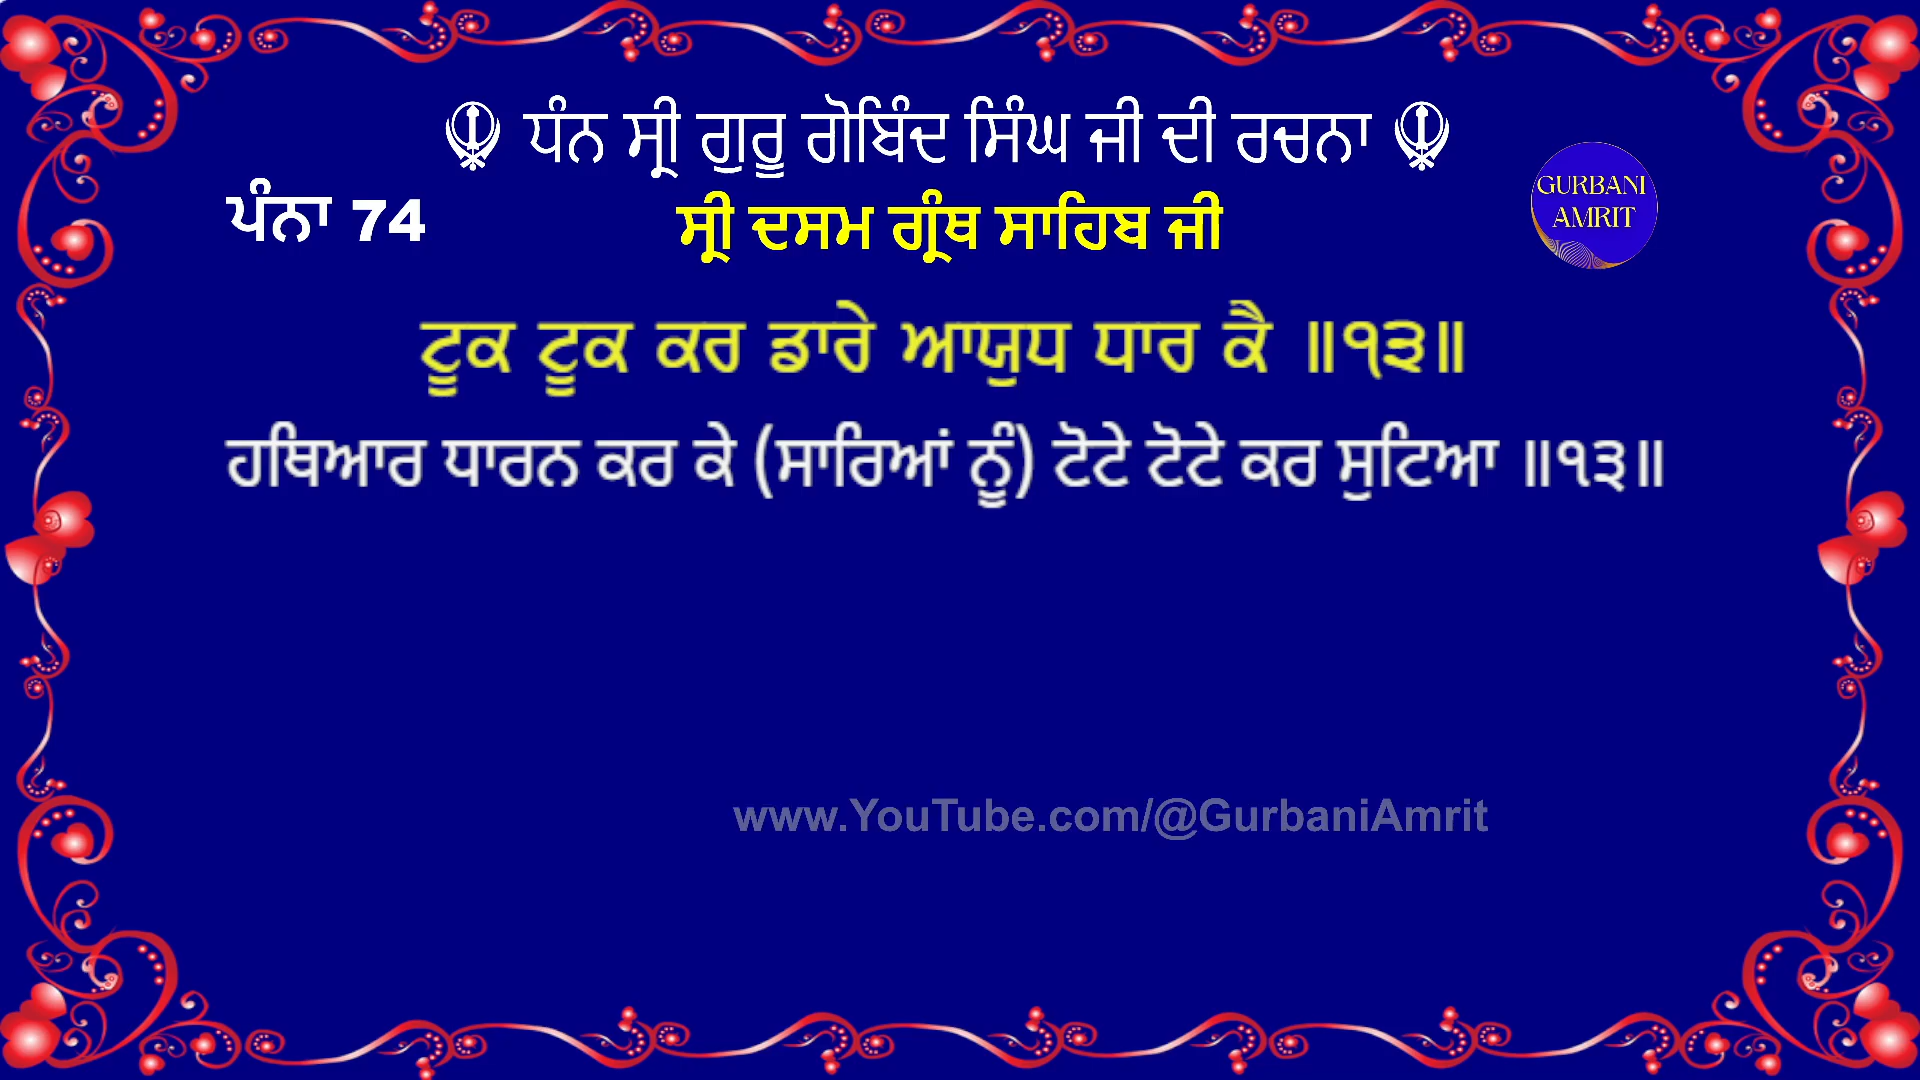 ☬ ਧੰਨ ਸ੍ਰੀ ਗੁਰੂ ਗੋਬਿੰਦ ਸਿੰਘ ਜੀ ਦੀ ਰਚਨਾ ☬
ਪੰਨਾ 74
ਸ੍ਰੀ ਦਸਮ ਗ੍ਰੰਥ ਸਾਹਿਬ ਜੀ
GURBANI
AMRIT
ਟੂਕ ਟੂਕ ਕਰ ਡਾਰੇ ਆਯੁਧ ਧਾਰ ਕੈ ॥੧੩॥
ਹਥਿਆਰ ਧਾਰਨ ਕਰ ਕੇ (ਸਾਰਿਆਂ ਨੂੰ) ਟੋਟੇ ਟੋਟੇ ਕਰ ਸੁਟਿਆ ॥੧੩॥
www.YouTube.com/@GurbaniAmrit